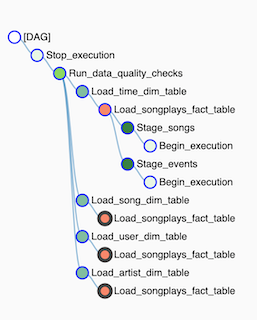 [DAG]
Stop_execution
Run_data_quality_checks
Load_time_dim_table
Load_songplays_fact_table
Stage_songs
Begin_execution
Stage_events
Begin_execution
Load_song_dim_table
Load_songplays_fact_table
Load_user_dim_table
Load_songplays_fact_table
Load_artist_dim_table
Load_songplays_fact_table